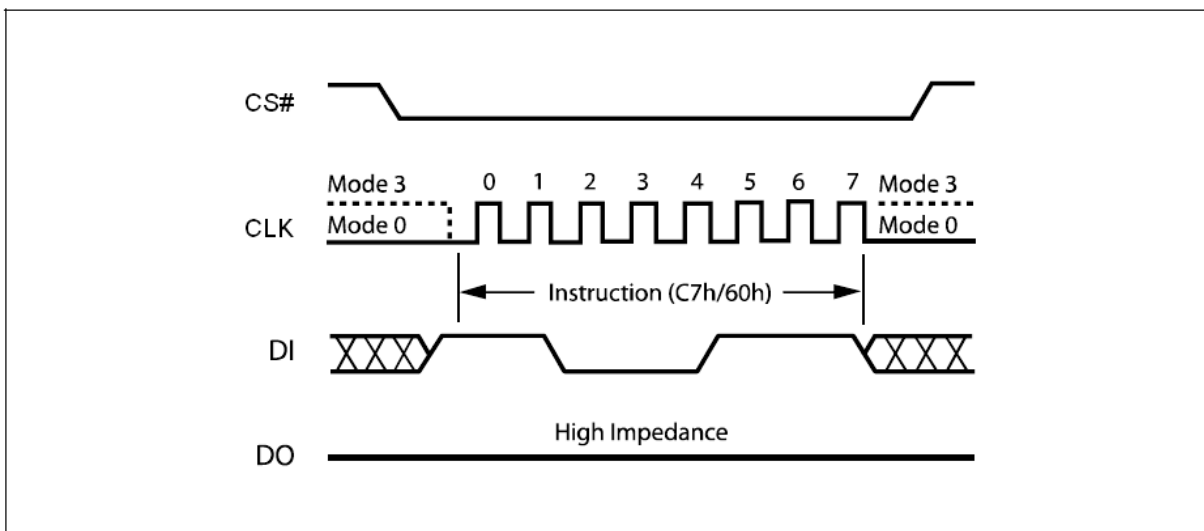 CS#
Mode 3 0 1 2 3 4 5 6 7 Mode 3
CLK Mode 0 Mode 0
Instruction (C7h/60h)
DI
High Impedance
DO